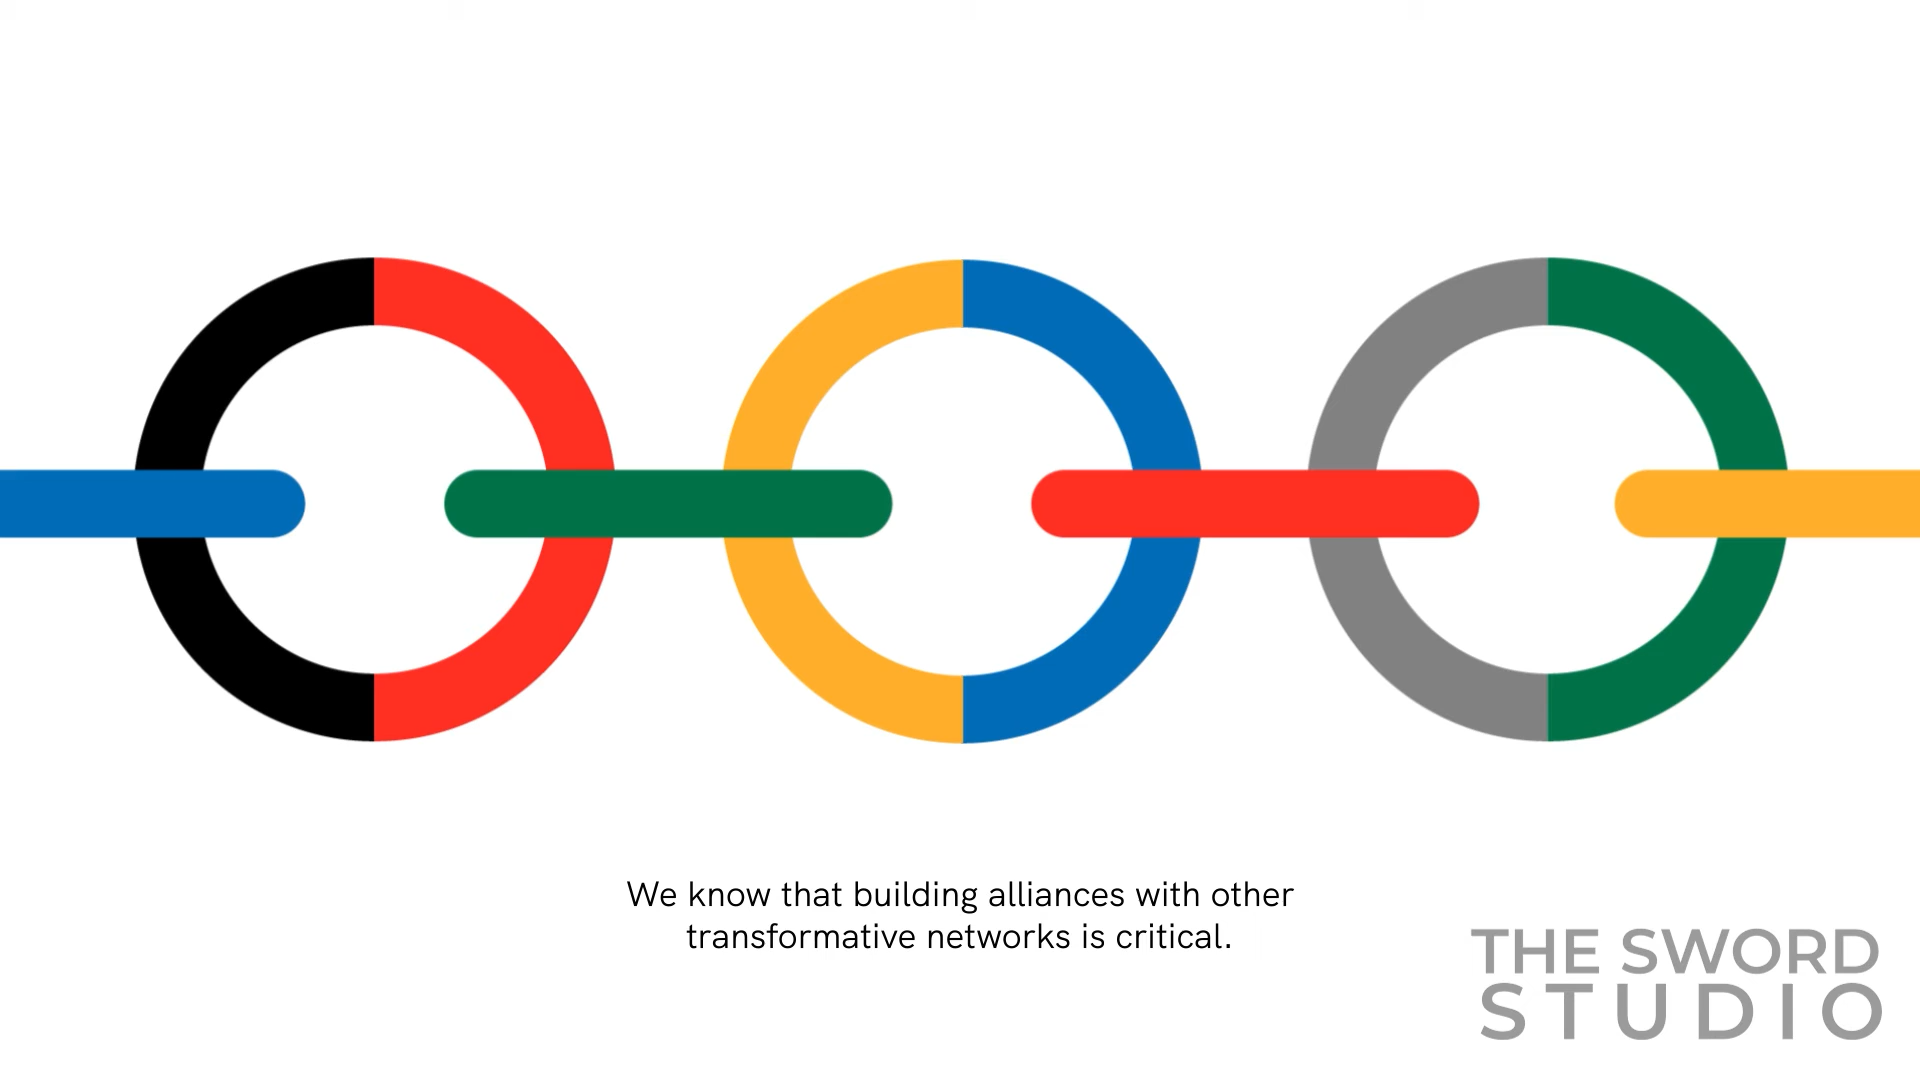 We know that building alliances with other
transformative networks is critical.
THE SWORD
STUDIO